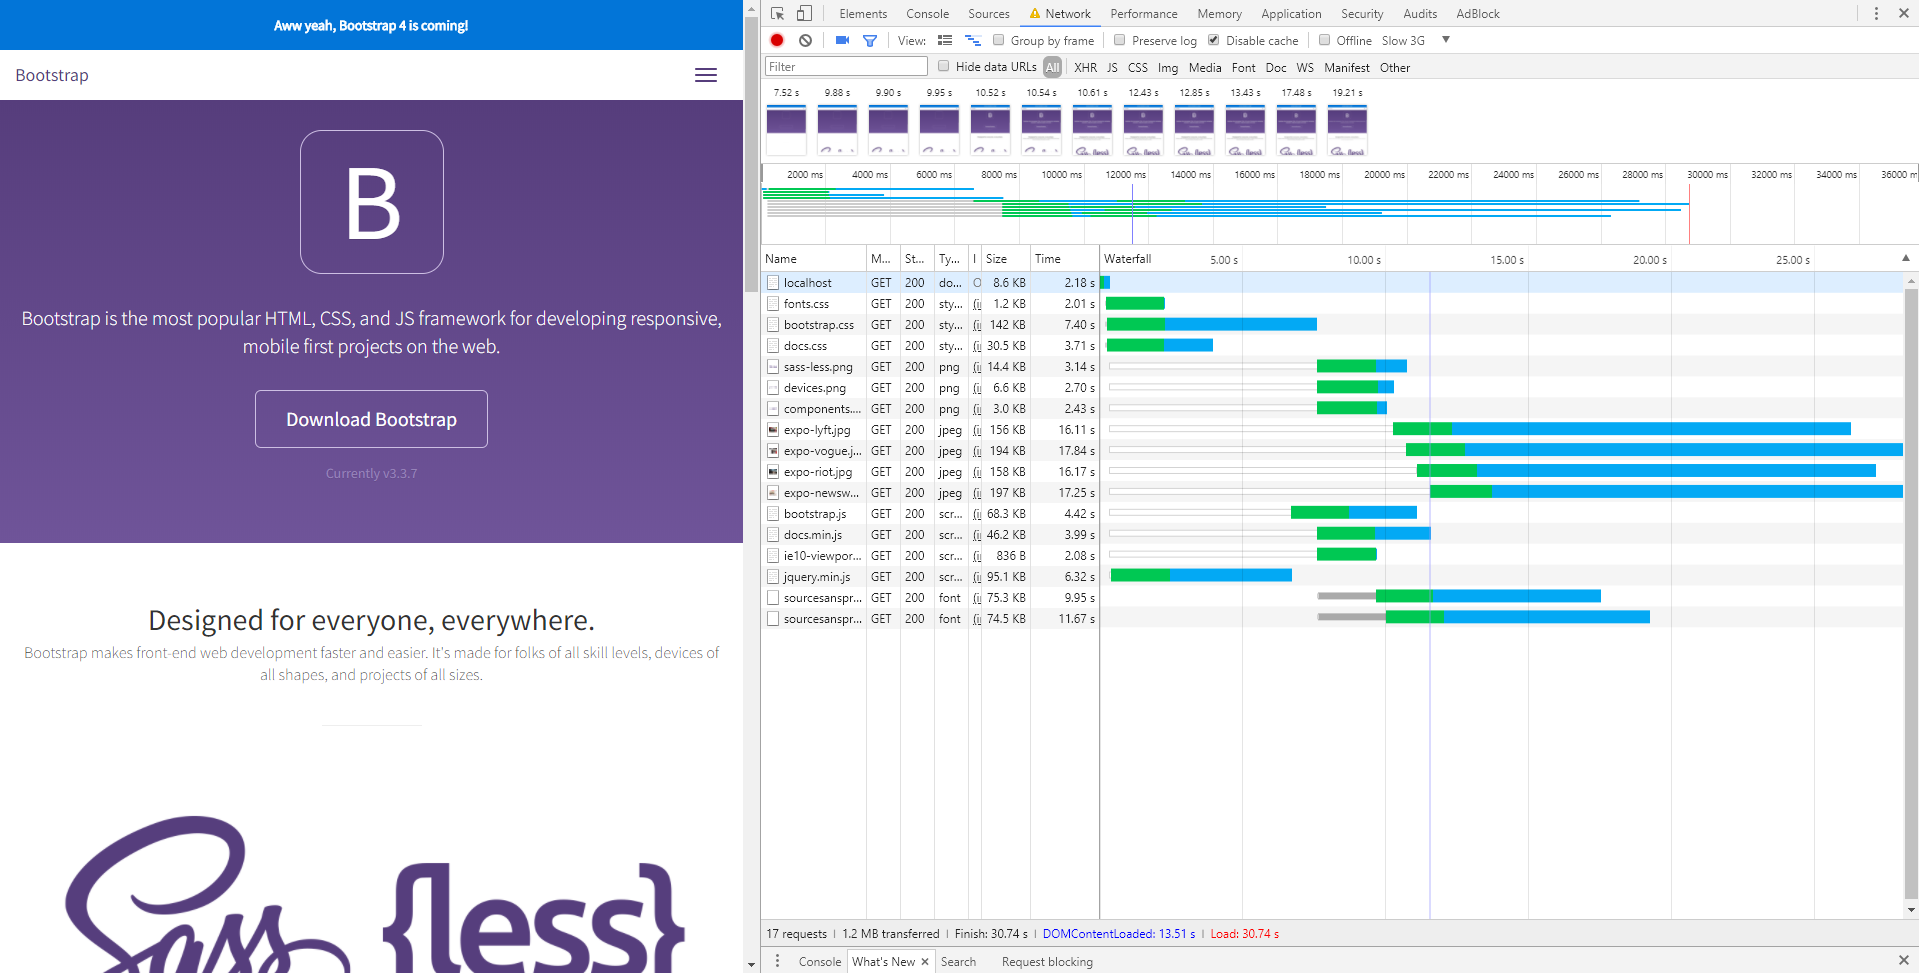 Aww yeah, Bootstrap 4 is coming!
Bootstrap
B
Bootstrap is the most popular HTML, CSS, and JS framework for developing responsive,
mobile first projects on the web.
Download Bootstrap
Currently v3.3.7
Designed for everyone, everywhere.
Bootstrap makes front-end web development faster and easier. It's made for folks of all skill levels, devices of
all shapes, and projects of all sizes.
Sass {less}
Elements Console Sources Network Performance Memory Application Security Audits AdBlock
View: Group by frame Preserve log Disable cache Offline Slow 3G
Filter Hide data URLs All XHR JS CSS Img Media Font Doc WS Manifest Other
7.52 s 9.88 s 9.90 s 9.95 s 10.52 s 10.54 s 10.61 s 12.43 s 12.85 s 13.43 s 17.48 s 19.21 s
2000 ms 4000 ms 6000 ms 8000 ms 10000 ms 12000 ms 14000 ms 16000 ms 18000 ms 20000 ms 22000 ms 24000 ms 26000 ms 28000 ms 30000 ms 32000 ms 34000 ms 36000 m
Name M... St... Ty... I Size Time Waterfall 5.00 s 10.00 s 15.00 s 20.00 s 25.00 s
localhost GET 200 do... O 8.6 KB 2.18 s
fonts.css GET 200 sty... (i 1.2 KB 2.01 s
bootstrap.css GET 200 sty... (i 142 KB 7.40 s
docs.css GET 200 sty... (i 30.5 KB 3.71 s
sass-less.png GET 200 png (i 14.4 KB 3.14 s
devices.png GET 200 png (i 6.6 KB 2.70 s
components.... GET 200 png (i 3.0 KB 2.43 s
expo-lyft.jpg GET 200 jpeg (i 156 KB 16.11 s
expo-vogue.j... GET 200 jpeg (i 194 KB 17.84 s
expo-riot.jpg GET 200 jpeg (i 158 KB 16.17 s
expo-newsw... GET 200 jpeg (i 197 KB 17.25 s
bootstrap.js GET 200 scr... (i 68.3 KB 4.42 s
docs.min.js GET 200 scr... (i 46.2 KB 3.99 s
ie10-viewpor... GET 200 scr... (i 836 B 2.08 s
jquery.min.js GET 200 scr... (i 95.1 KB 6.32 s
sourcesanspr... GET 200 font (i 75.3 KB 9.95 s
sourcesanspr... GET 200 font (i 74.5 KB 11.67 s
17 requests | 1.2 MB transferred | Finish: 30.74 s | DOMContentLoaded: 13.51 s | Load: 30.74 s
Console What's New × Search Request blocking